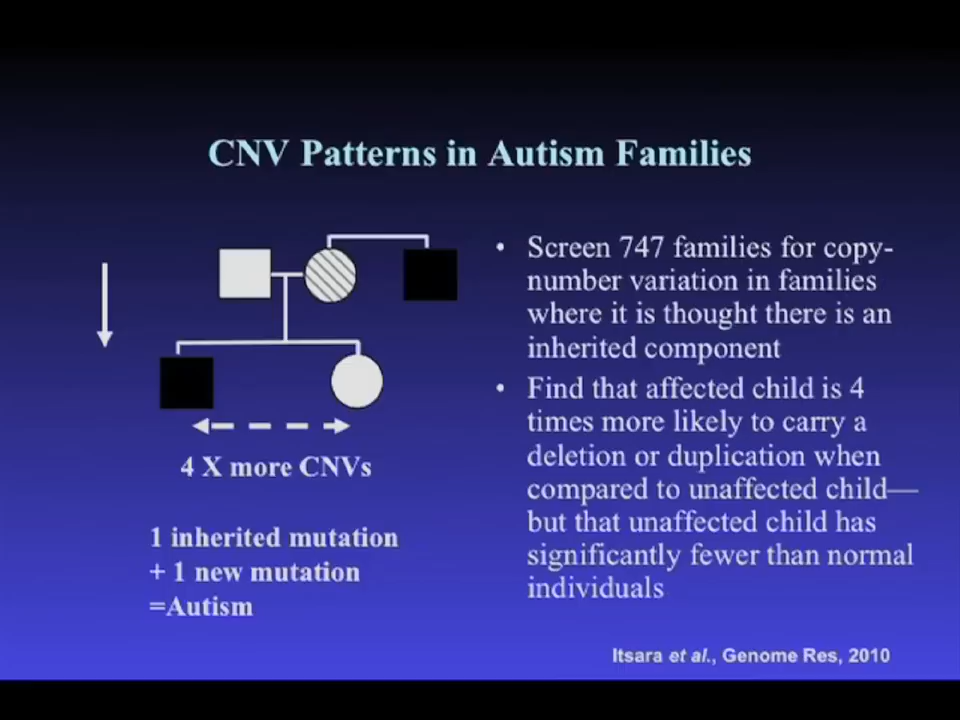 CNV Patterns in Autism Families
• Screen 747 families for copy-
number variation in families
where it is thought there is an
inherited component
• Find that affected child is 4
times more likely to carry a
deletion or duplication when
compared to unaffected child—
but that unaffected child has
significantly fewer than normal
individuals
4 X more CNVs
1 inherited mutation
+ 1 new mutation
=Autism
Itsara et al., Genome Res, 2010